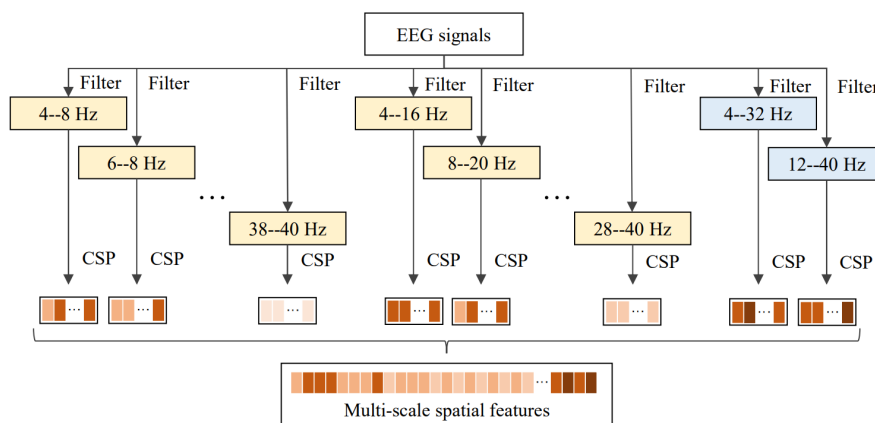 EEG signals
Filter Filter Filter Filter Filter Filter Filter Filter
4--8 Hz 4--16 Hz 4--32 Hz
6--8 Hz 8--20 Hz 12--40 Hz
... ...
38--40 Hz 28--40 Hz
CSP CSP CSP CSP CSP CSP CSP CSP
... ... ... ... ... ... ... ...
...
Multi-scale spatial features